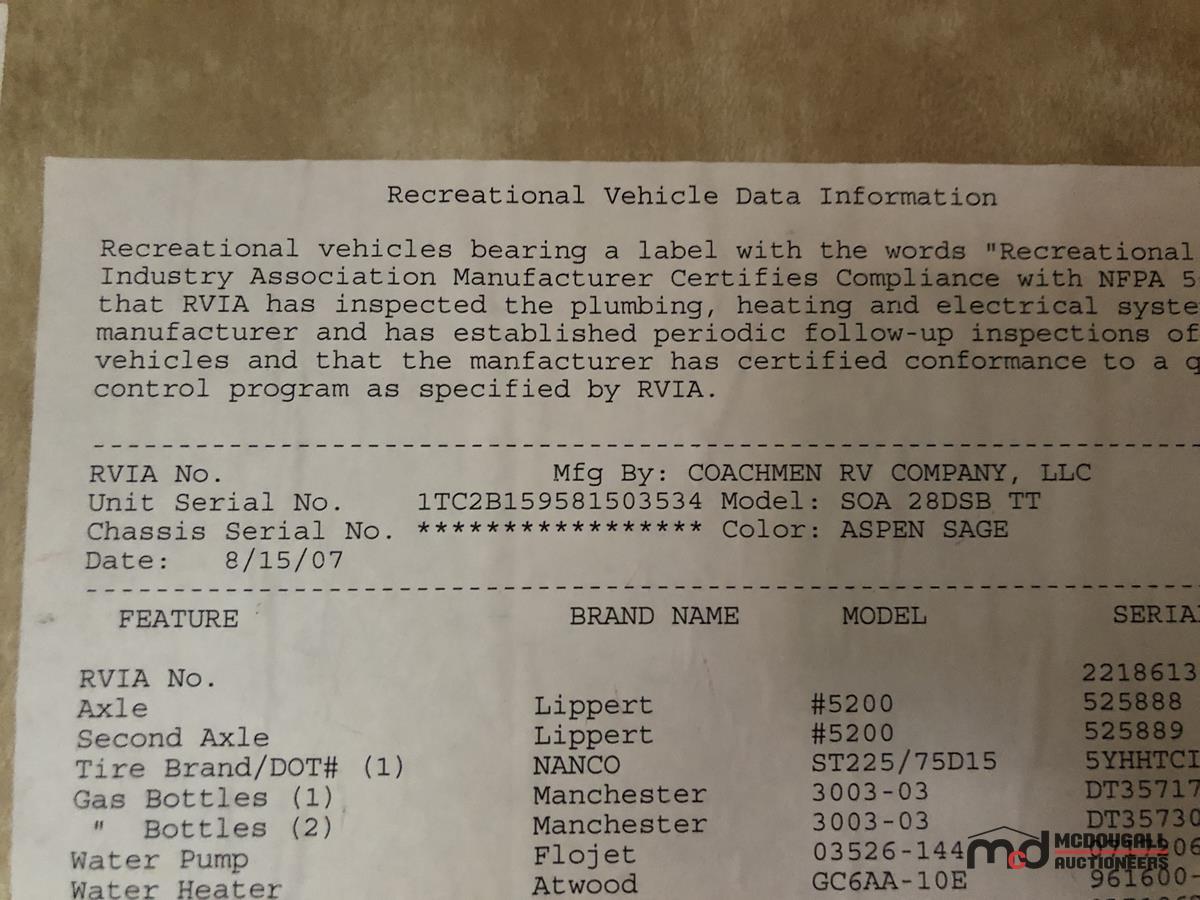 Recreational Vehicle Data Information
Recreational vehicles bearing a label with the words "Recreational
Industry Association Manufacturer Certifies Compliance with NFPA 5
that RVIA has inspected the plumbing, heating and electrical syste
manufacturer and has established periodic follow-up inspections of
vehicles and that the manfacturer has certified conformance to a q
control program as specified by RVIA.
RVIA No. Mfg By: COACHMEN RV COMPANY, LLC
Unit Serial No. 1TC2B159581503534 Model: SOA 28DSB TT
Chassis Serial No. ***************** Color: ASPEN SAGE
Date: 8/15/07
FEATURE BRAND NAME MODEL SERIAL
RVIA No. 2218613
Axle Lippert #5200 525888
Second Axle Lippert #5200 525889
Tire Brand/DOT# (1) NANCO ST225/75D15 5YHHTCI
Gas Bottles (1) Manchester 3003-03 DT35717
" Bottles (2) Manchester 3003-03 DT35730
Water Pump Flojet 03526-144
Water Heater Atwood GC6AA-10E 961600-
mcd MCDOUGALL
AUCTIONEERS